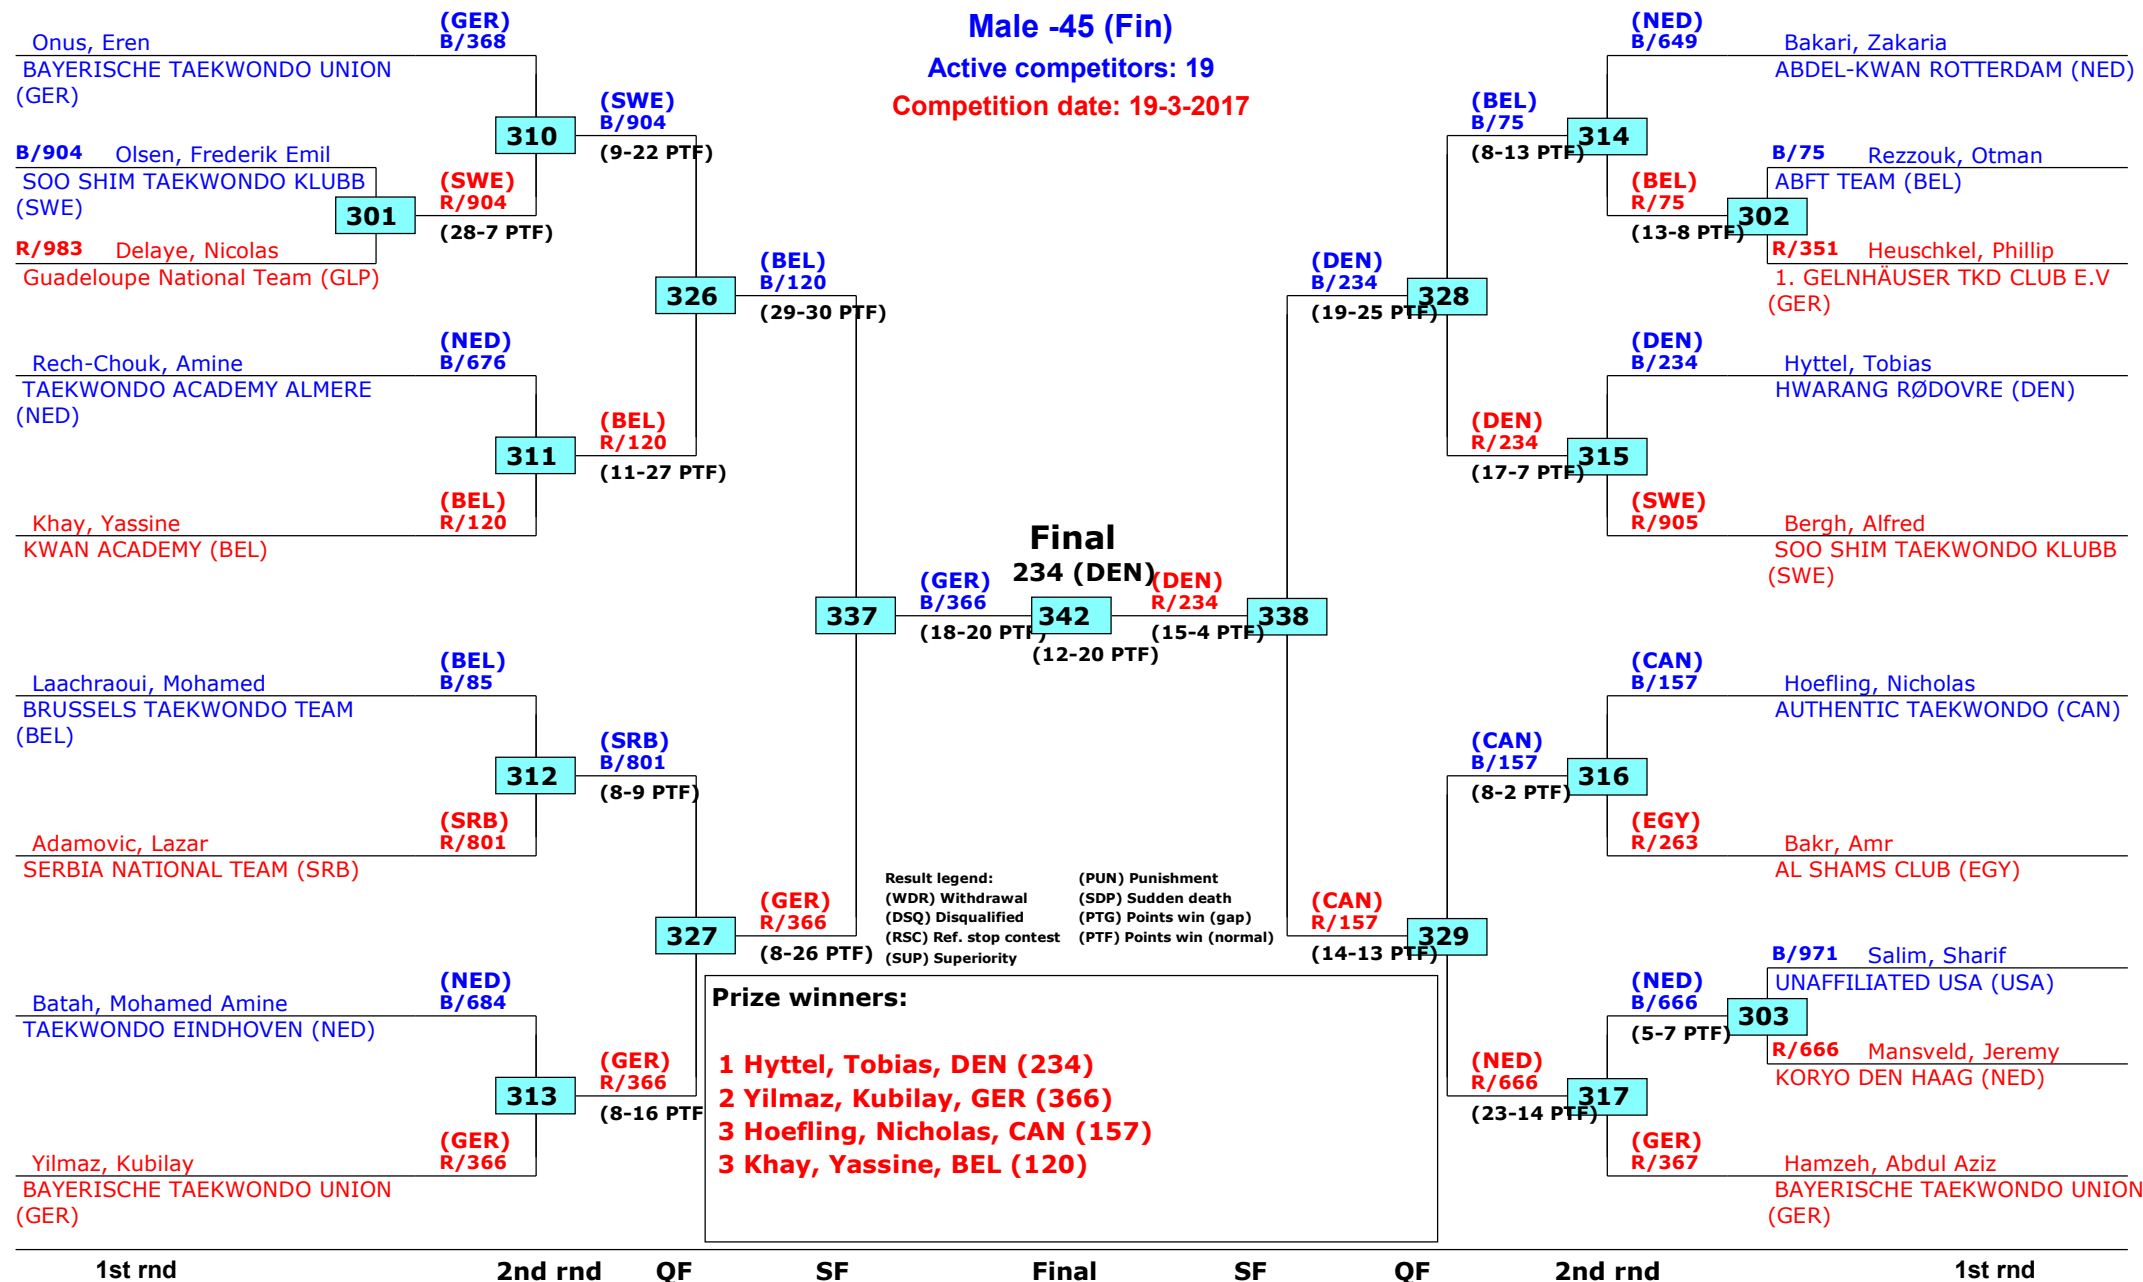 Male -45 (Fin)
Active competitors: 19
Competition date: 19-3-2017
Onus, Eren
(GER)
B/368
BAYERISCHE TAEKWONDO UNION
(GER)
310
(SWE)
B/904
(9-22 PTF)
B/904 Olsen, Frederik Emil
SOO SHIM TAEKWONDO KLUBB
(SWE)
301
(SWE)
R/904
(28-7 PTF)
R/983 Delaye, Nicolas
Guadeloupe National Team (GLP)
326
(BEL)
B/120
(29-30 PTF)
Rech-Chouk, Amine
(NED)
B/676
TAEKWONDO ACADEMY ALMERE
(NED)
311
(BEL)
R/120
(11-27 PTF)
Khay, Yassine
(BEL)
R/120
KWAN ACADEMY (BEL)
337
(GER)
B/366
(18-20 PTF)
Laachraoui, Mohamed
(BEL)
B/85
BRUSSELS TAEKWONDO TEAM
(BEL)
312
(SRB)
B/801
(8-9 PTF)
Adamovic, Lazar
(SRB)
R/801
SERBIA NATIONAL TEAM (SRB)
327
(GER)
R/366
(8-26 PTF)
Batah, Mohamed Amine
(NED)
B/684
TAEKWONDO EINDHOVEN (NED)
313
(GER)
R/366
(8-16 PTF
Yilmaz, Kubilay
(GER)
R/366
BAYERISCHE TAEKWONDO UNION
(GER)
Final
234 (DEN)
342
(12-20 PTF)
(DEN)
R/234
(15-4 PTF)
338
(NED)
B/649
Bakari, Zakaria
ABDEL-KWAN ROTTERDAM (NED)
(BEL)
B/75
(8-13 PTF)
314
B/75 Rezzouk, Otman
ABFT TEAM (BEL)
(BEL)
R/75
(13-8 PTF)
302
R/351 Heuschkel, Phillip
1. GELNHÄUSER TKD CLUB E.V
(GER)
(DEN)
B/234
(19-25 PTF)
328
(DEN)
B/234
Hyttel, Tobias
HWARANG RØDOVRE (DEN)
(DEN)
R/234
(17-7 PTF)
315
(SWE)
R/905
Bergh, Alfred
SOO SHIM TAEKWONDO KLUBB
(SWE)
(CAN)
B/157
Hoefling, Nicholas
AUTHENTIC TAEKWONDO (CAN)
(CAN)
B/157
(8-2 PTF)
316
(EGY)
R/263
Bakr, Amr
AL SHAMS CLUB (EGY)
(CAN)
R/157
(14-13 PTF)
329
B/971 Salim, Sharif
UNAFFILIATED USA (USA)
(NED)
B/666
(5-7 PTF)
303
R/666 Mansveld, Jeremy
KORYO DEN HAAG (NED)
(NED)
R/666
(23-14 PTF)
317
(GER)
R/367
Hamzeh, Abdul Aziz
BAYERISCHE TAEKWONDO UNION
(GER)
Result legend: (PUN) Punishment
(WDR) Withdrawal (SDP) Sudden death
(DSQ) Disqualified (PTG) Points win (gap)
(RSC) Ref. stop contest (PTF) Points win (normal)
(SUP) Superiority
Prize winners:
1 Hyttel, Tobias, DEN (234)
2 Yilmaz, Kubilay, GER (366)
3 Hoefling, Nicholas, CAN (157)
3 Khay, Yassine, BEL (120)
1st rnd 2nd rnd QF SF Final SF QF 2nd rnd 1st rnd